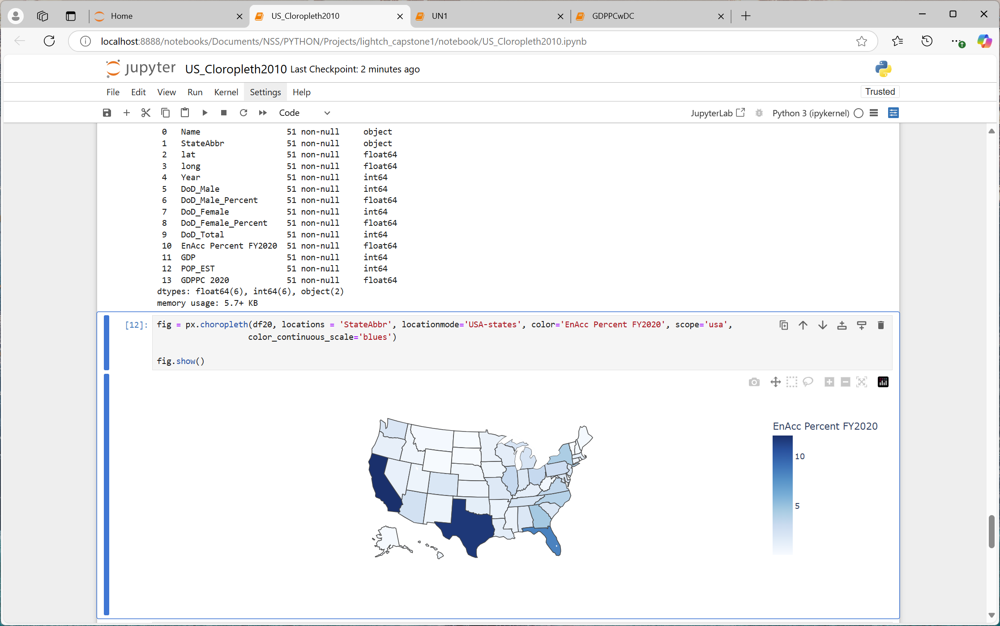 Home
US_Cloropleth2010
UN1
GDPPCwDC
localhost:8888/notebooks/Documents/NSS/PYTHON/Projects/lightch_capstone1/notebook/US_Cloropleth2010.ipynb
jupyter US_Cloropleth2010 Last Checkpoint: 2 minutes ago
File Edit View Run Kernel Settings Help Trusted
Code JupyterLab Python 3 (ipykernel)
0 Name 51 non-null object
1 StateAbbr 51 non-null object
2 lat 51 non-null float64
3 long 51 non-null float64
4 Year 51 non-null int64
5 DoD_Male 51 non-null int64
6 DoD_Male_Percent 51 non-null float64
7 DoD_Female 51 non-null int64
8 DoD_Female_Percent 51 non-null float64
9 DoD_Total 51 non-null int64
10 EnAcc Percent FY2020 51 non-null float64
11 GDP 51 non-null int64
12 POP_EST 51 non-null int64
13 GDPPC 2020 51 non-null float64
dtypes: float64(6), int64(6), object(2)
memory usage: 5.7+ KB
[12]: fig = px.choropleth(df20, locations = 'StateAbbr', locationmode='USA-states', color='EnAcc Percent FY2020', scope='usa',
color_continuous_scale='blues')
fig.show()
EnAcc Percent FY2020
10
5